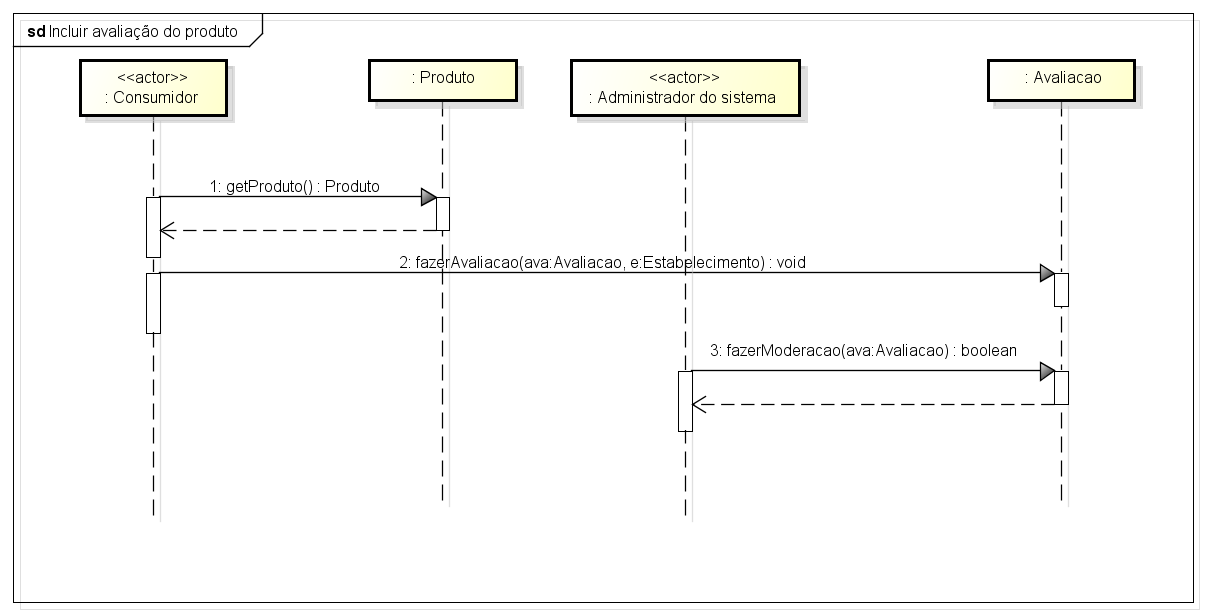 sd Incluir avaliação do produto
<<actor>>
: Consumidor
: Produto
<<actor>>
: Administrador do sistema
: Avaliacao
1: getProduto() : Produto
2: fazerAvaliacao(ava:Avaliacao, e:Estabelecimento) : void
3: fazerModeracao(ava:Avaliacao) : boolean